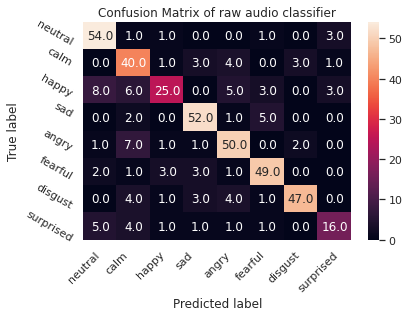 Confusion Matrix of raw audio classifier
neutral 54.0 1.0 1.0 0.0 0.0 1.0 0.0 3.0
calm 0.0 40.0 1.0 3.0 4.0 0.0 3.0 1.0
happy 8.0 6.0 25.0 0.0 5.0 3.0 0.0 3.0
sad 0.0 2.0 0.0 52.0 1.0 5.0 0.0 0.0
angry 1.0 7.0 1.0 1.0 50.0 0.0 2.0 0.0
fearful 2.0 1.0 3.0 3.0 1.0 49.0 0.0 0.0
disgust 0.0 4.0 1.0 3.0 4.0 1.0 47.0 0.0
surprised 5.0 4.0 1.0 1.0 1.0 1.0 0.0 16.0
neutral calm happy sad angry fearful disgust surprised
Predicted label
True label
50
40
30
20
10
0